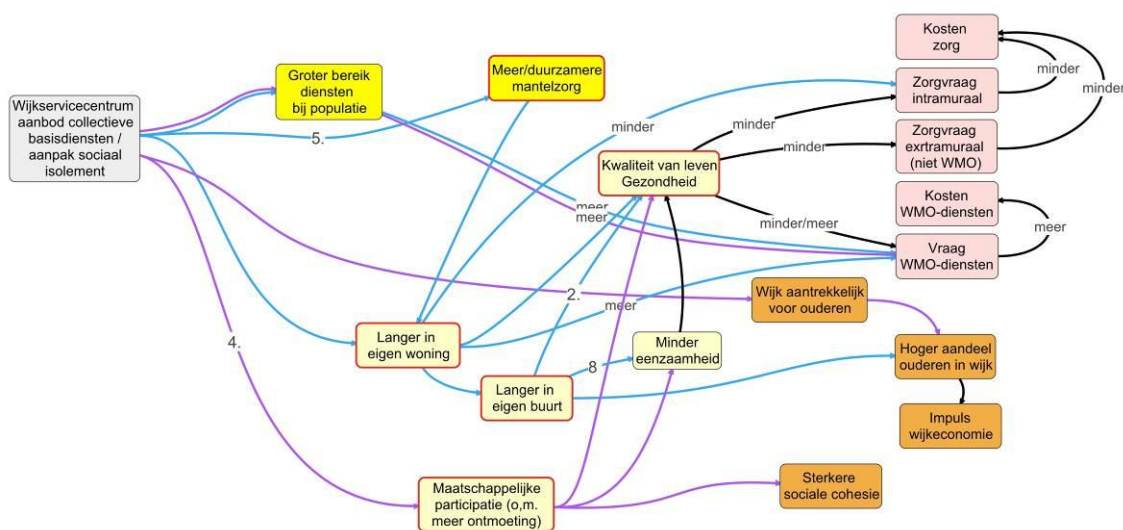 Wijkservicecentrum
aanbod collectieve
basisdiensten /
aanpak sociaal
isolement
Groter bereik
diensten
bij populatie
Meer/duurzamere
mantelzorg
5.
4.
Langer in
eigen woning
Langer in
eigen buurt
Maatschappelijke
participatie (o,m.
meer ontmoeting)
Kwaliteit van leven
Gezondheid
Minder
eenzaamheid
2.
8
minder
meer
meer
meer
minder
minder
minder/meer
Kosten
zorg
minder
minder
Zorgvraag
intramuraal
Zorgvraag
exrtramuraal
(niet WMO)
Kosten
WMO-diensten
meer
Vraag
WMO-diensten
Wijk aantrekkelijk
voor ouderen
Hoger aandeel
ouderen in wijk
Impuls
wijkeconomie
Sterkere
sociale cohesie